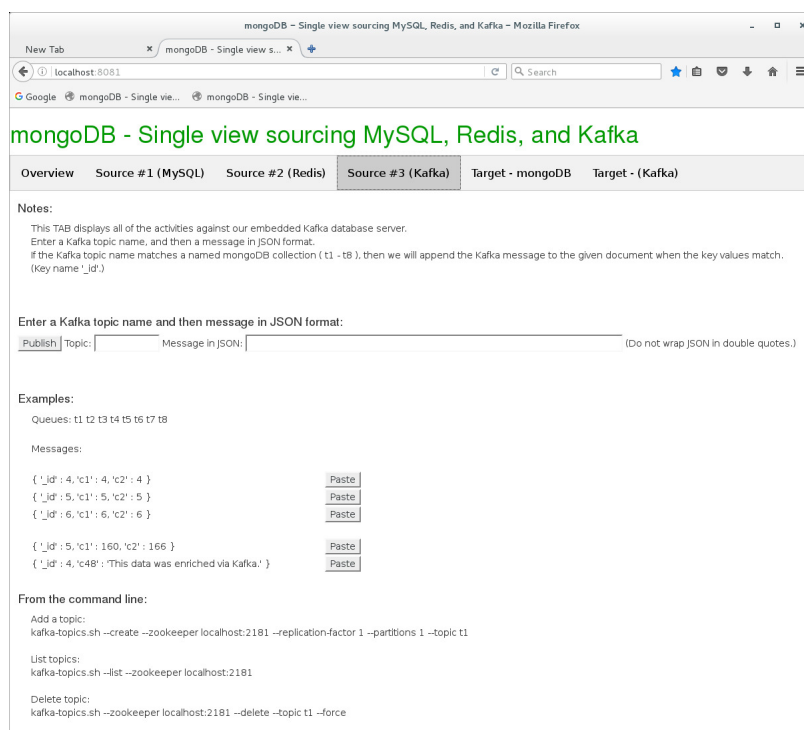 mongoDB - Single view sourcing MySQL, Redis, and Kafka - Mozilla Firefox
New Tab
mongoDB - Single view s...
localhost:8081
Search
Google
mongoDB - Single vie...
mongoDB - Single vie...
mongoDB - Single view sourcing MySQL, Redis, and Kafka
Overview Source #1 (MySQL) Source #2 (Redis) Source #3 (Kafka) Target - mongoDB Target - (Kafka)
Notes:
This TAB displays all of the activities against our embedded Kafka database server.
Enter a Kafka topic name, and then a message in JSON format.
If the Kafka topic name matches a named mongoDB collection ( t1 - t8 ), then we will append the Kafka message to the given document when the key values match.
(Key name '_id'.)
Enter a Kafka topic name and then message in JSON format:
Publish Topic: Message in JSON: (Do not wrap JSON in double quotes.)
Examples:
Queues: t1 t2 t3 t4 t5 t6 t7 t8
Messages:
{ '_id' : 4, 'c1' : 4, 'c2' : 4 } Paste
{ '_id' : 5, 'c1' : 5, 'c2' : 5 } Paste
{ '_id' : 6, 'c1' : 6, 'c2' : 6 } Paste
{ '_id' : 5, 'c1' : 160, 'c2' : 166 } Paste
{ '_id' : 4, 'c48' : 'This data was enriched via Kafka.' } Paste
From the command line:
Add a topic:
kafka-topics.sh --create --zookeeper localhost:2181 --replication-factor 1 --partitions 1 --topic t1
List topics:
kafka-topics.sh --list --zookeeper localhost:2181
Delete topic:
kafka-topics.sh --zookeeper localhost:2181 --delete --topic t1 --force